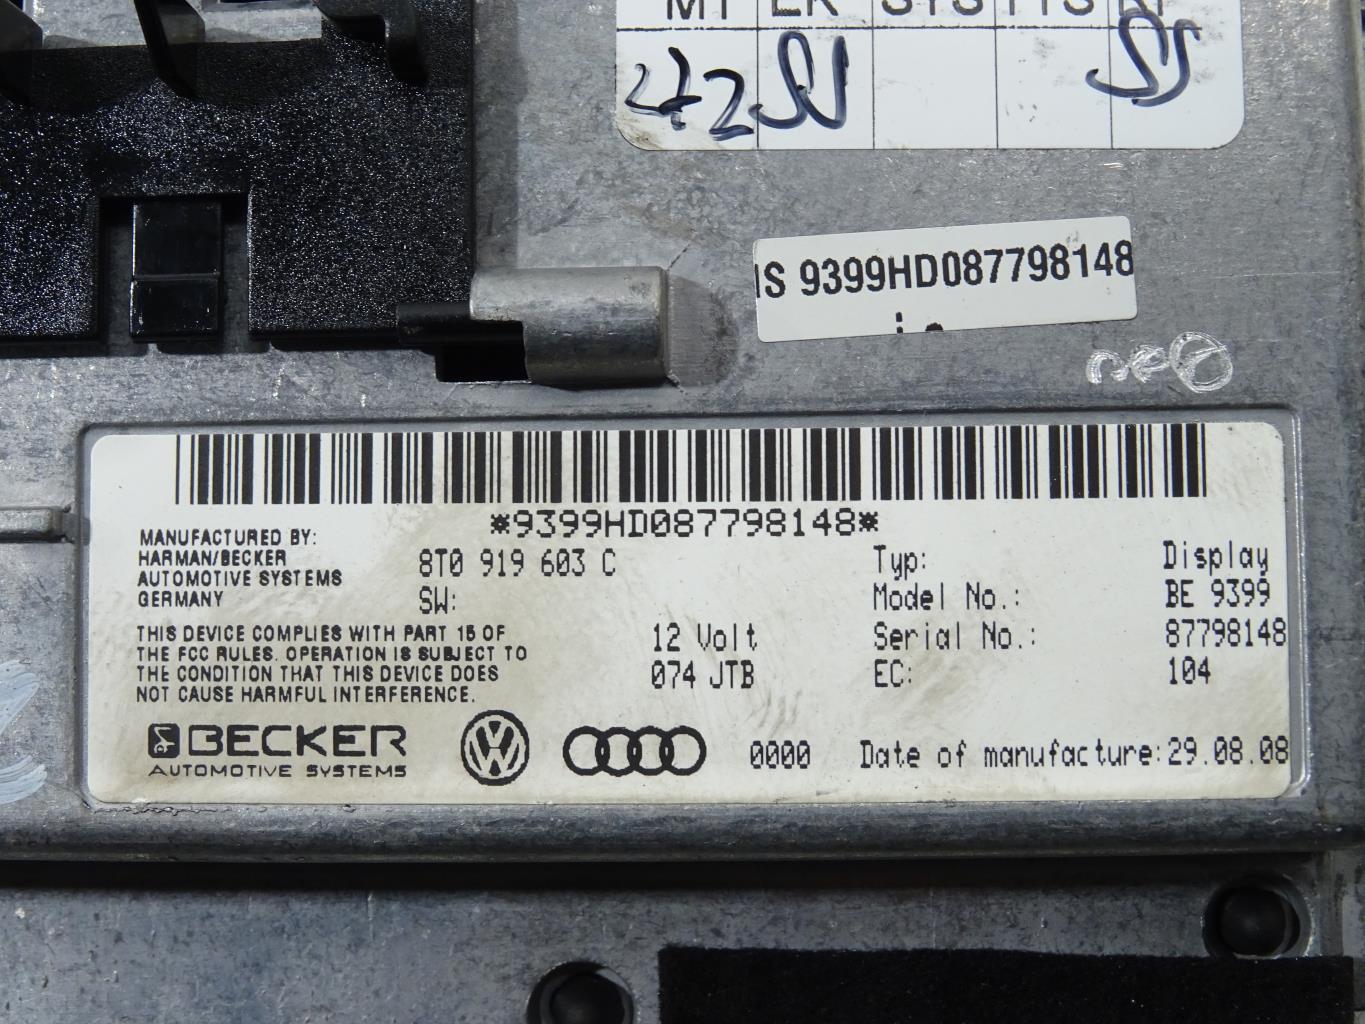 IS 9399HD087798148
*9399HD087798148*
MANUFACTURED BY:
HARMAN/BECKER
AUTOMOTIVE SYSTEMS
GERMANY
8T0 919 603 C
SW:
Typ: Display
Model No.: BE 9399
Serial No.: 87798148
EC: 104
THIS DEVICE COMPLIES WITH PART 15 OF
THE FCC RULES. OPERATION IS SUBJECT TO
THE CONDITION THAT THIS DEVICE DOES
NOT CAUSE HARMFUL INTERFERENCE.
12 Volt
074 JTB
BECKER
AUTOMOTIVE SYSTEMS
0000 Date of manufacture:29.08.08